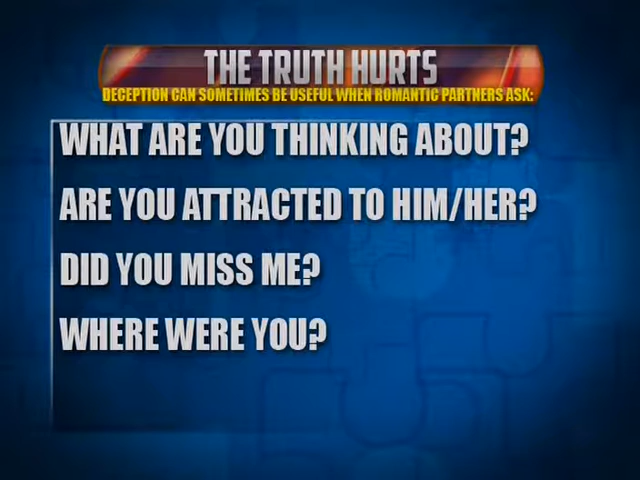 THE TRUTH HURTS
DECEPTION CAN SOMETIMES BE USEFUL WHEN ROMANTIC PARTNERS ASK:
WHAT ARE YOU THINKING ABOUT?
ARE YOU ATTRACTED TO HIM/HER?
DID YOU MISS ME?
WHERE WERE YOU?